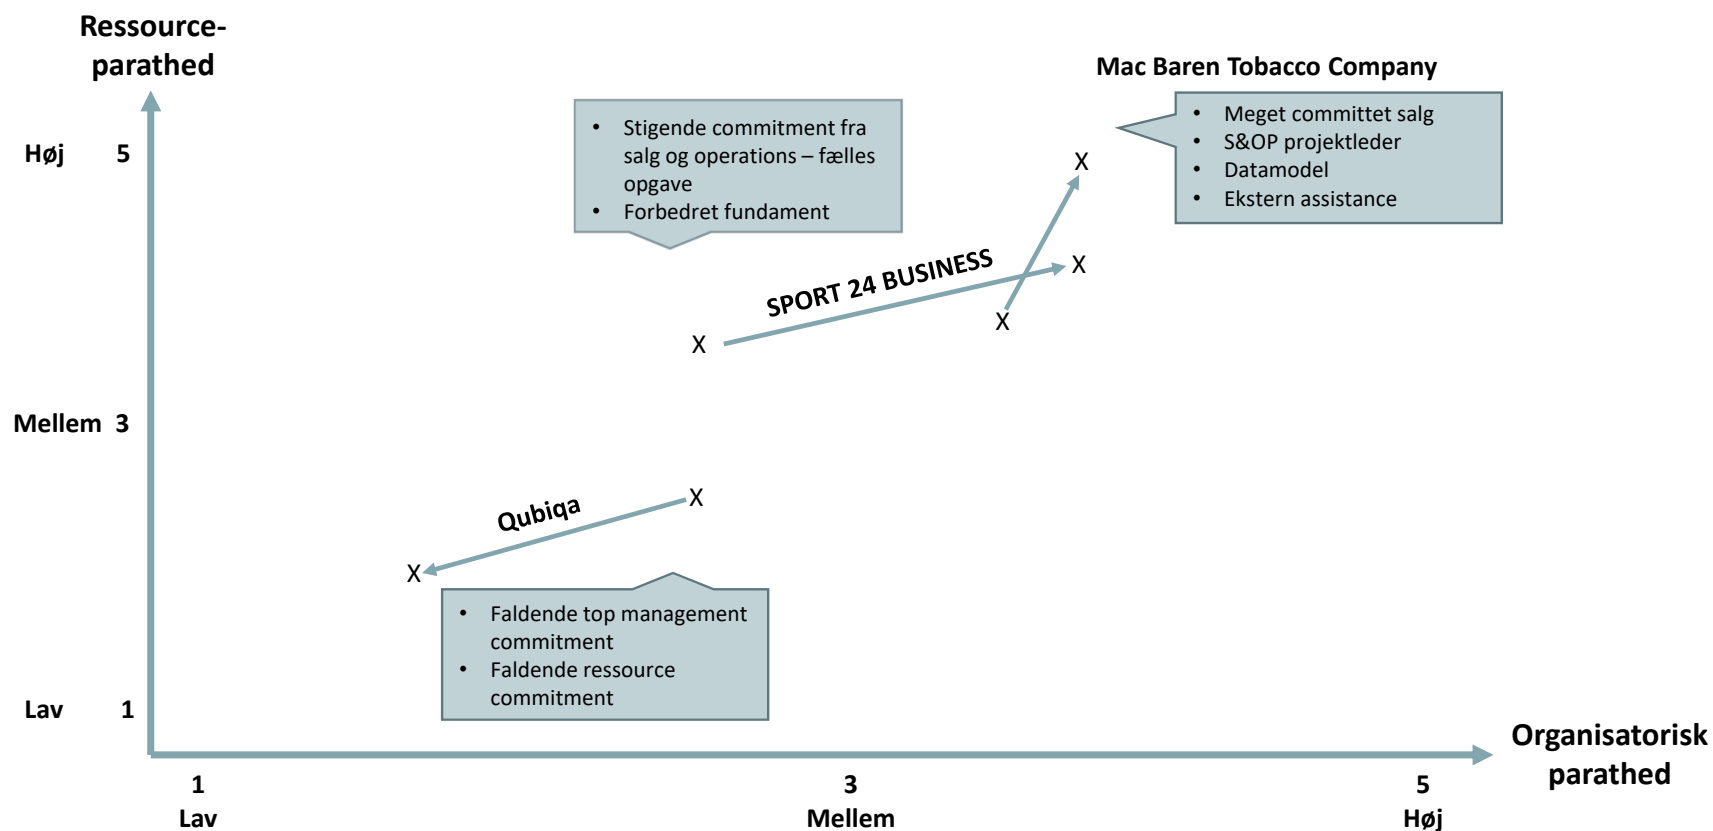 Ressource-
parathed
Mac Baren Tobacco Company
• Meget committet salg
• S&OP projektleder
• Datamodel
• Ekstern assistance
• Stigende commitment fra
salg og operations – fælles
opgave
• Forbedret fundament
Høj 5
X
SPORT 24 BUSINESS
X
X
X
Mellem 3
X
Qubiqa
X
• Faldende top management
commitment
• Faldende ressource
commitment
Lav 1
Organisatorisk
parathed
1
Lav
3
Mellem
5
Høj